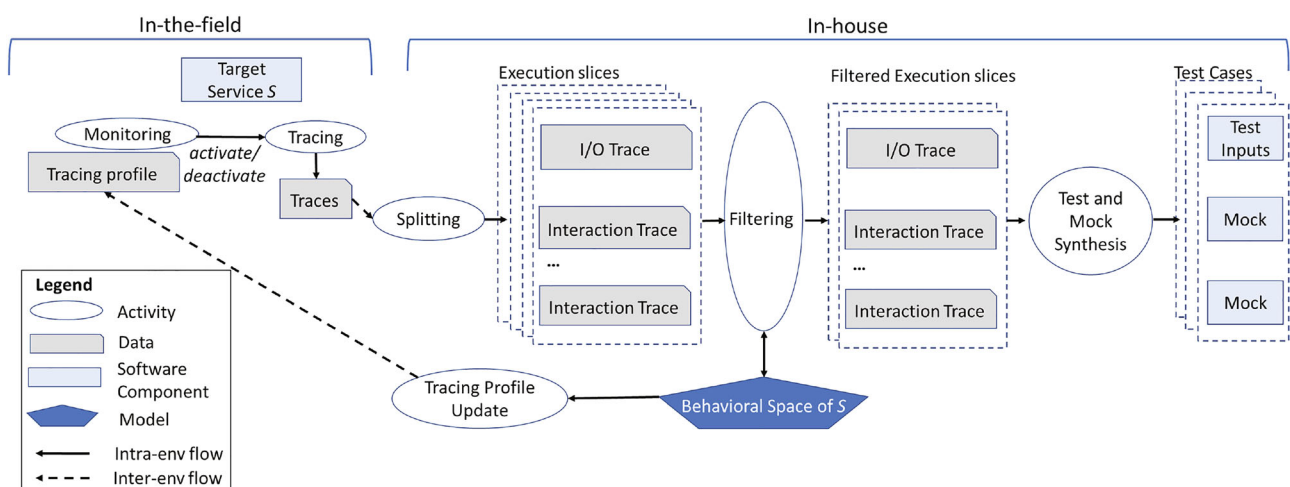 In-the-field
In-house
Target
Service S
Execution slices
Filtered Execution slices
Test Cases
Monitoring
activate/
deactivate
Tracing
Tracing profile
Traces
Splitting
I/O Trace
Interaction Trace
...
Interaction Trace
Filtering
I/O Trace
Interaction Trace
...
Interaction Trace
Test and
Mock
Synthesis
Test
Inputs
Mock
Mock
Tracing Profile
Update
Behavioral Space of S
Legend
Activity
Data
Software
Component
Model
Intra-env flow
Inter-env flow